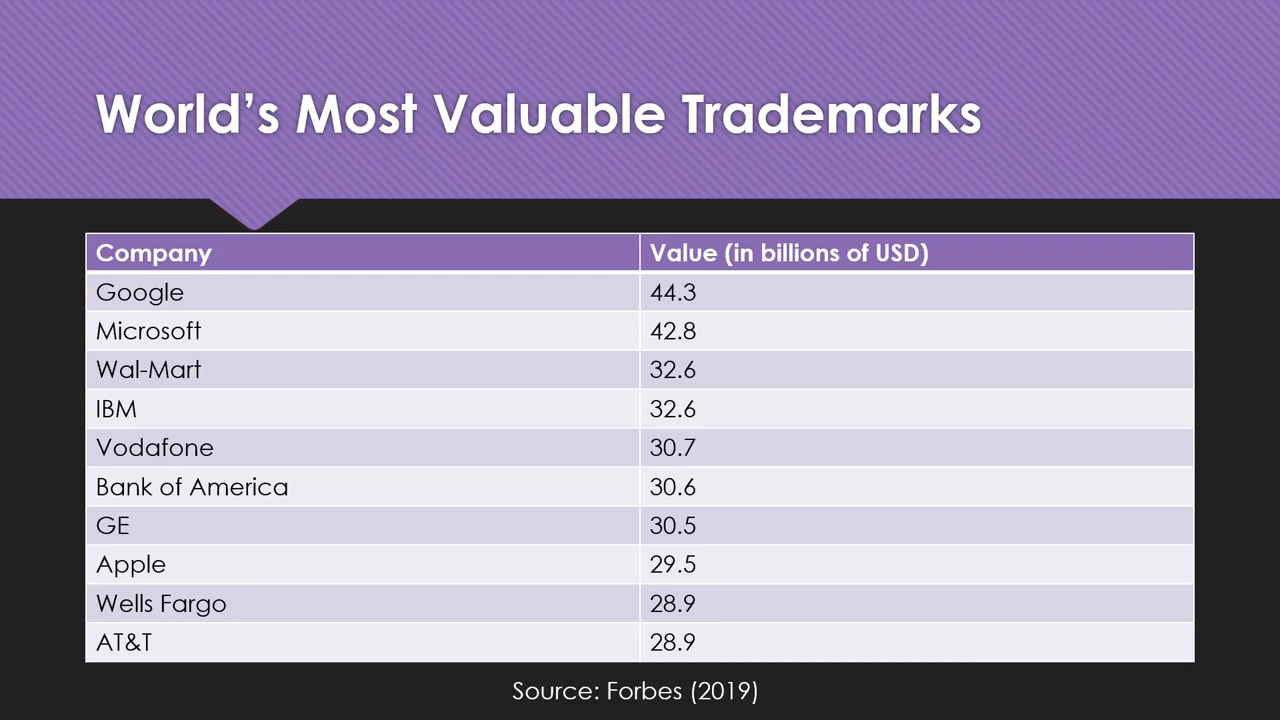 World’s Most Valuable Trademarks
Company Value (in billions of USD)
Google 44.3
Microsoft 42.8
Wal-Mart 32.6
IBM 32.6
Vodafone 30.7
Bank of America 30.6
GE 30.5
Apple 29.5
Wells Fargo 28.9
AT&T 28.9
Source: Forbes (2019)